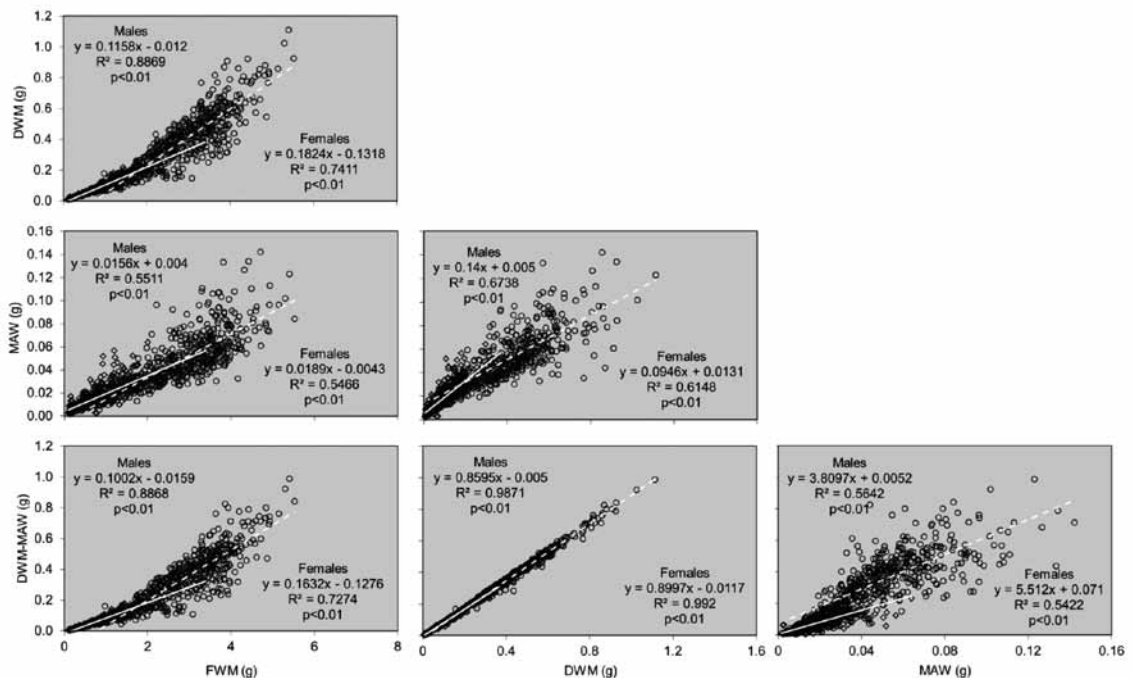 1.2
1.0
0.8
0.6
0.4
0.2
0.0
DWM (g)
Males
y = 0.1158x - 0.012
R² = 0.8869
p<0.01
Females
y = 0.1824x - 0.1318
R² = 0.7411
p<0.01
0.16
0.14
0.12
0.10
0.08
0.06
0.04
0.02
0.00
MAW (g)
Males
y = 0.0156x + 0.004
R² = 0.5511
p<0.01
Females
y = 0.0189x - 0.0043
R² = 0.5466
p<0.01
Males
y = 0.14x + 0.005
R² = 0.6738
p<0.01
Females
y = 0.0946x + 0.0131
R² = 0.6148
p<0.01
1.2
1.0
0.8
0.6
0.4
0.2
0.0
DWM-MAW (g)
Males
y = 0.1002x - 0.0159
R² = 0.8868
p<0.01
Females
y = 0.1632x - 0.1276
R² = 0.7274
p<0.01
0 2 4 6 8
FWM (g)
Males
y = 0.8595x - 0.005
R² = 0.9871
p<0.01
Females
y = 0.8997x - 0.0117
R² = 0.992
p<0.01
0 0.4 0.8 1.2 1.6
DWM (g)
Males
y = 3.8097x + 0.0052
R² = 0.5642
p<0.01
Females
y = 5.512x + 0.071
R² = 0.5422
p<0.01
0.00 0.04 0.08 0.12 0.16
MAW (g)